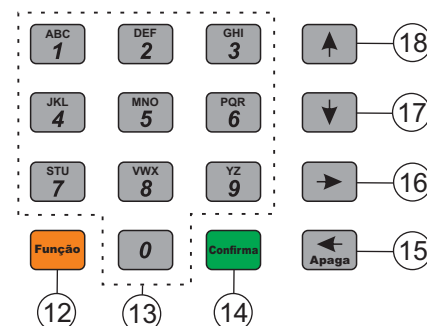 ABC DEF GHI
1 2 3 18
JKL MNO PQR
4 5 6 17
STU VWX YZ
7 8 9 16
Função 0 Confirma Apaga 15
12 13 14